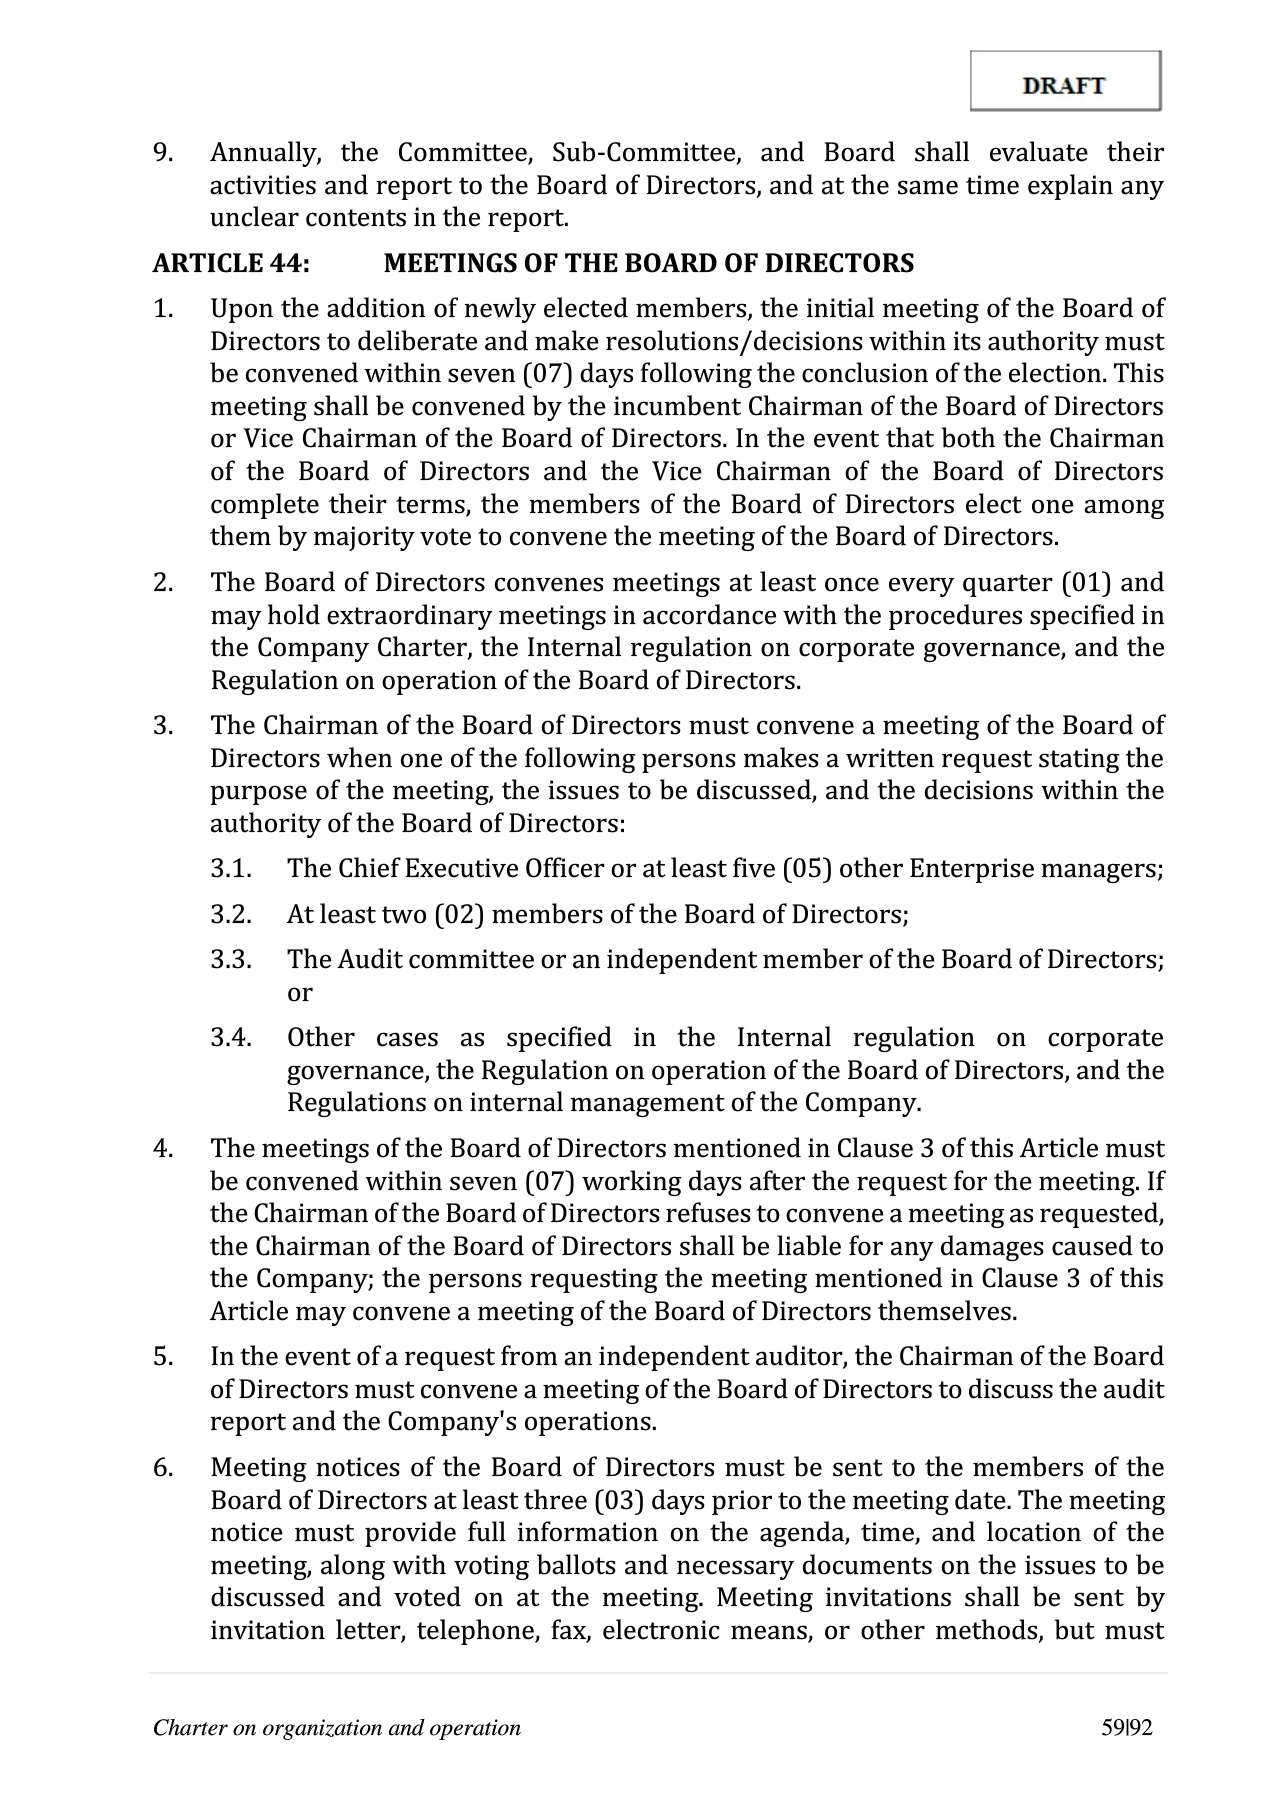 DRAFT
9. Annually, the Committee, Sub-Committee, and Board shall evaluate their
activities and report to the Board of Directors, and at the same time explain any
unclear contents in the report.
ARTICLE 44: MEETINGS OF THE BOARD OF DIRECTORS
1. Upon the addition of newly elected members, the initial meeting of the Board of
Directors to deliberate and make resolutions/decisions within its authority must
be convened within seven (07) days following the conclusion of the election. This
meeting shall be convened by the incumbent Chairman of the Board of Directors
or Vice Chairman of the Board of Directors. In the event that both the Chairman
of the Board of Directors and the Vice Chairman of the Board of Directors
complete their terms, the members of the Board of Directors elect one among
them by majority vote to convene the meeting of the Board of Directors.
2. The Board of Directors convenes meetings at least once every quarter (01) and
may hold extraordinary meetings in accordance with the procedures specified in
the Company Charter, the Internal regulation on corporate governance, and the
Regulation on operation of the Board of Directors.
3. The Chairman of the Board of Directors must convene a meeting of the Board of
Directors when one of the following persons makes a written request stating the
purpose of the meeting, the issues to be discussed, and the decisions within the
authority of the Board of Directors:
3.1. The Chief Executive Officer or at least five (05) other Enterprise managers;
3.2. At least two (02) members of the Board of Directors;
3.3. The Audit committee or an independent member of the Board of Directors;
or
3.4. Other cases as specified in the Internal regulation on corporate
governance, the Regulation on operation of the Board of Directors, and the
Regulations on internal management of the Company.
4. The meetings of the Board of Directors mentioned in Clause 3 of this Article must
be convened within seven (07) working days after the request for the meeting. If
the Chairman of the Board of Directors refuses to convene a meeting as requested,
the Chairman of the Board of Directors shall be liable for any damages caused to
the Company; the persons requesting the meeting mentioned in Clause 3 of this
Article may convene a meeting of the Board of Directors themselves.
5. In the event of a request from an independent auditor, the Chairman of the Board
of Directors must convene a meeting of the Board of Directors to discuss the audit
report and the Company's operations.
6. Meeting notices of the Board of Directors must be sent to the members of the
Board of Directors at least three (03) days prior to the meeting date. The meeting
notice must provide full information on the agenda, time, and location of the
meeting, along with voting ballots and necessary documents on the issues to be
discussed and voted on at the meeting. Meeting invitations shall be sent by
invitation letter, telephone, fax, electronic means, or other methods, but must
Charter on organization and operation 59|92